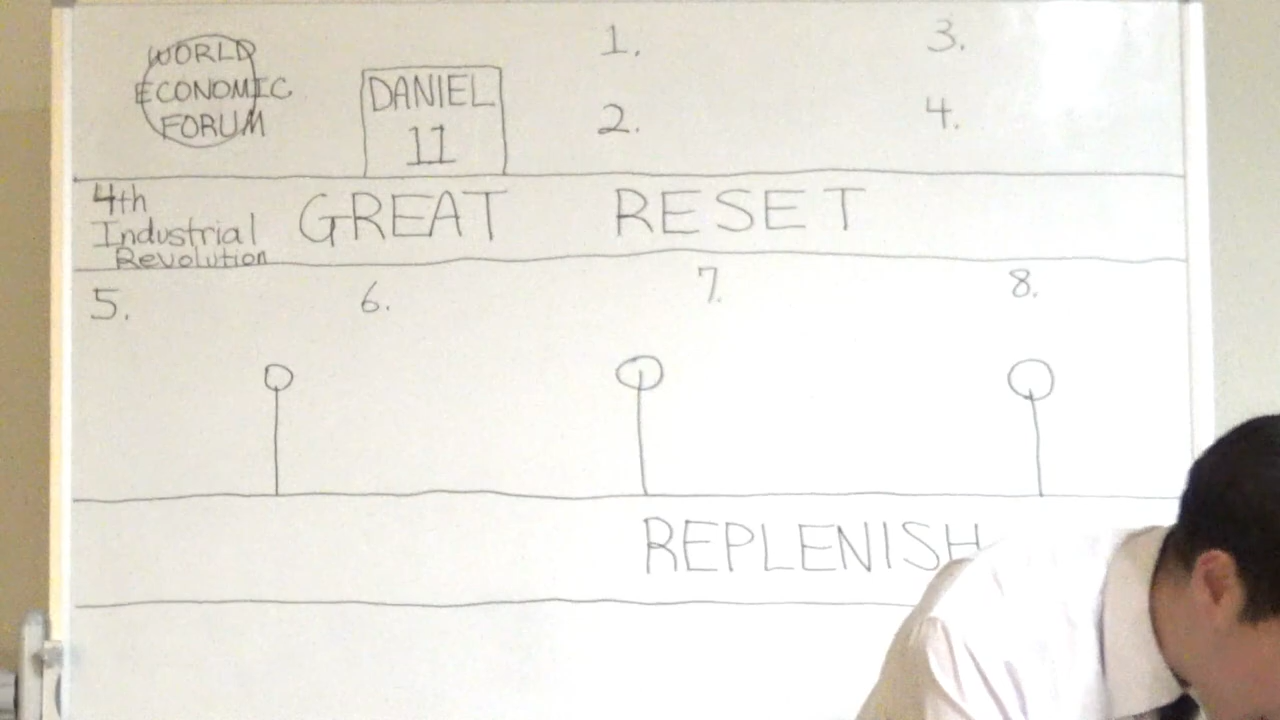 WORLD
ECONOMIC
FORUM
DANIEL
11
1.
2.
3.
4.
4th
Industrial
Revolution
GREAT RESET
5.
6.
7.
8.
REPLENISH